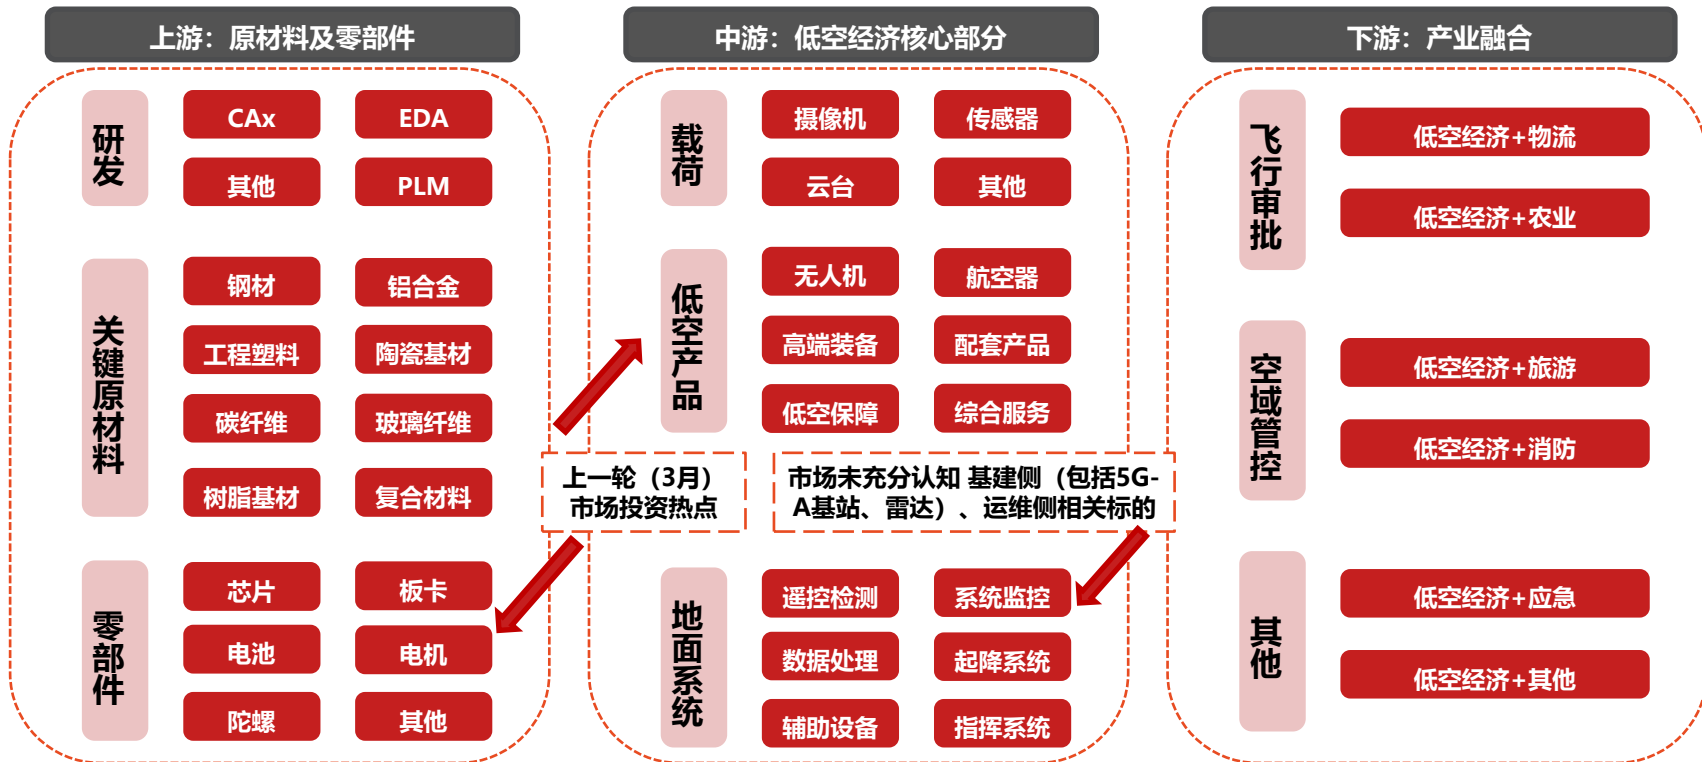 上游：原材料及零部件
研发
CAx
EDA
其他
PLM
关键原材料
钢材
铝合金
工程塑料
陶瓷基材
碳纤维
玻璃纤维
树脂基材
复合材料
零部件
芯片
板卡
电池
电机
陀螺
其他
上一轮（3月）
市场投资热点
中游：低空经济核心部分
载荷
摄像机
传感器
云台
其他
低空产品
无人机
航空器
高端装备
配套产品
低空保障
综合服务
市场未充分认知 基建侧（包括5G-
A基站、雷达）、运维侧相关标的
地面系统
遥控检测
系统监控
数据处理
起降系统
辅助设备
指挥系统
下游：产业融合
飞行审批
低空经济+物流
低空经济+农业
空域管控
低空经济+旅游
低空经济+消防
其他
低空经济+应急
低空经济+其他